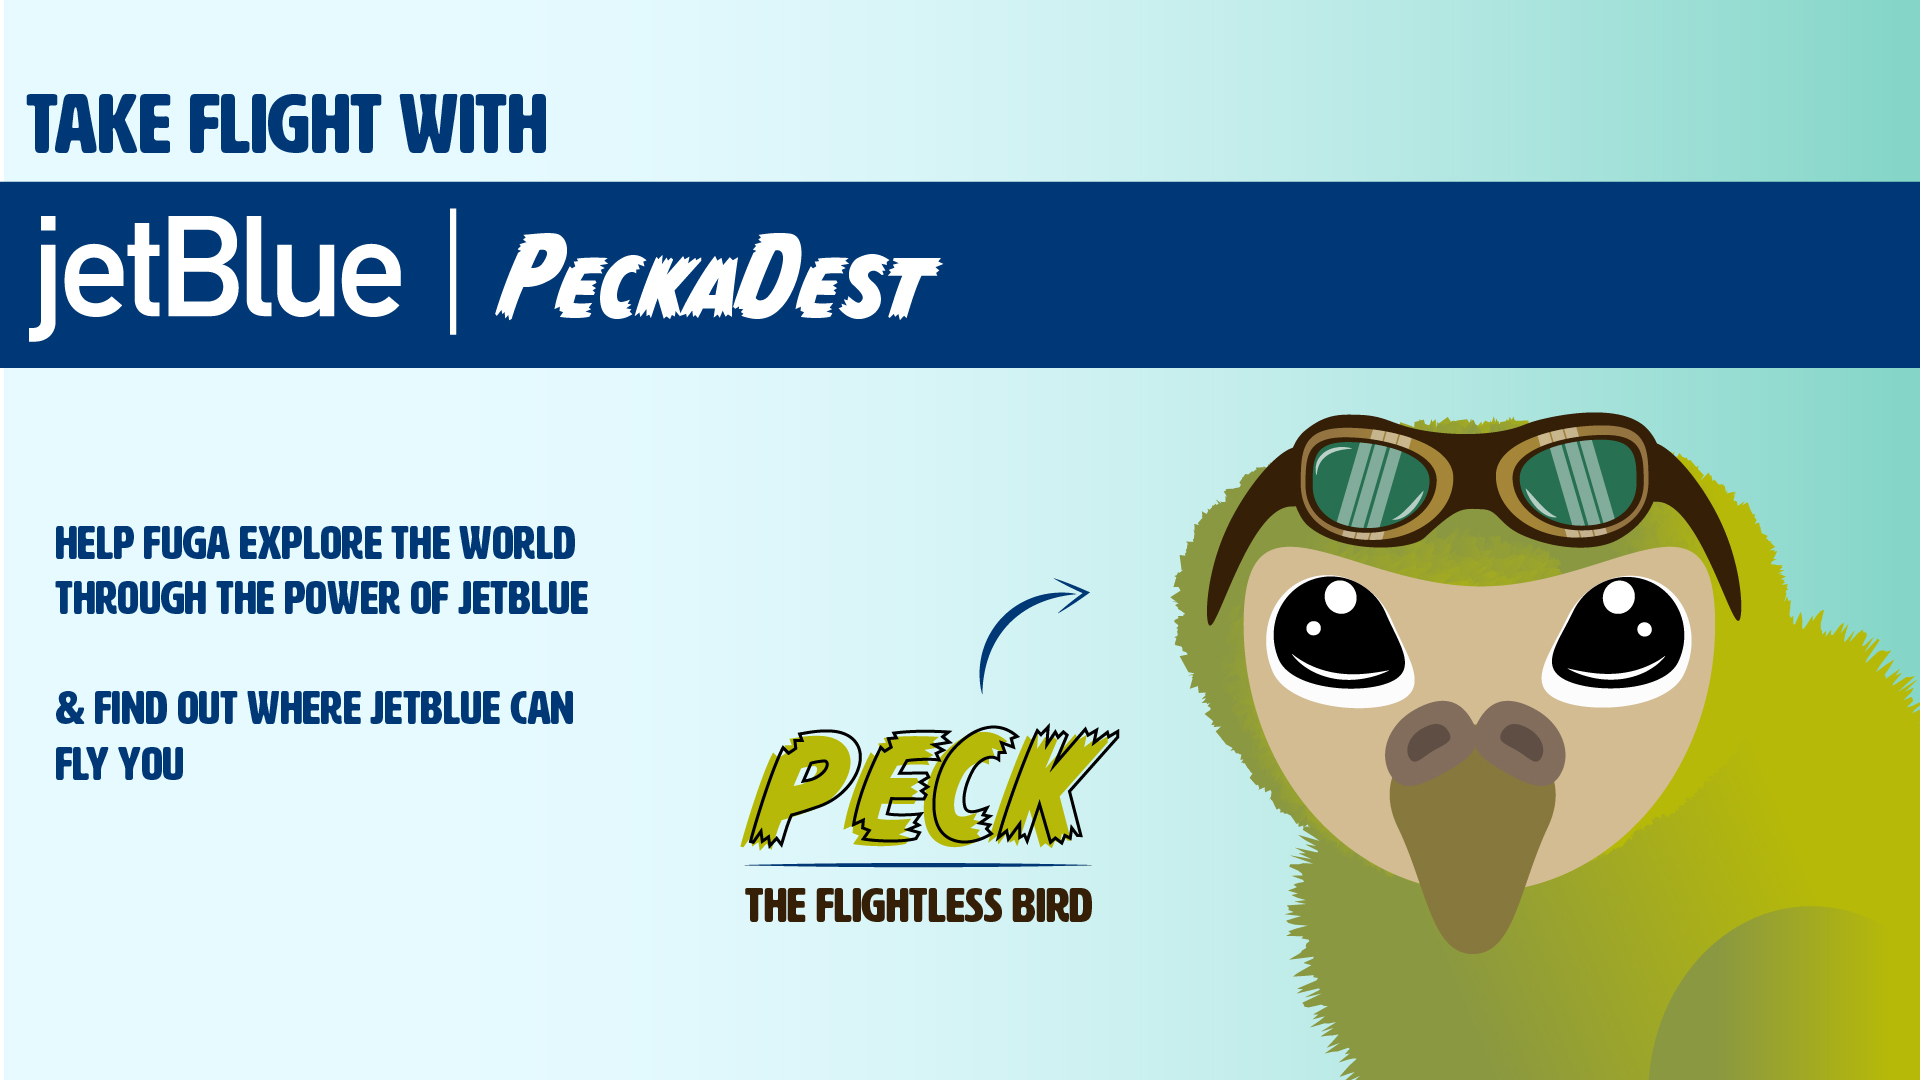 TAKE FLIGHT WITH
jetBlue | PECKADEST
HELP FUGA EXPLORE THE WORLD
THROUGH THE POWER OF JETBLUE
& FIND OUT WHERE JETBLUE CAN
FLY YOU
PECK
THE FLIGHTLESS BIRD